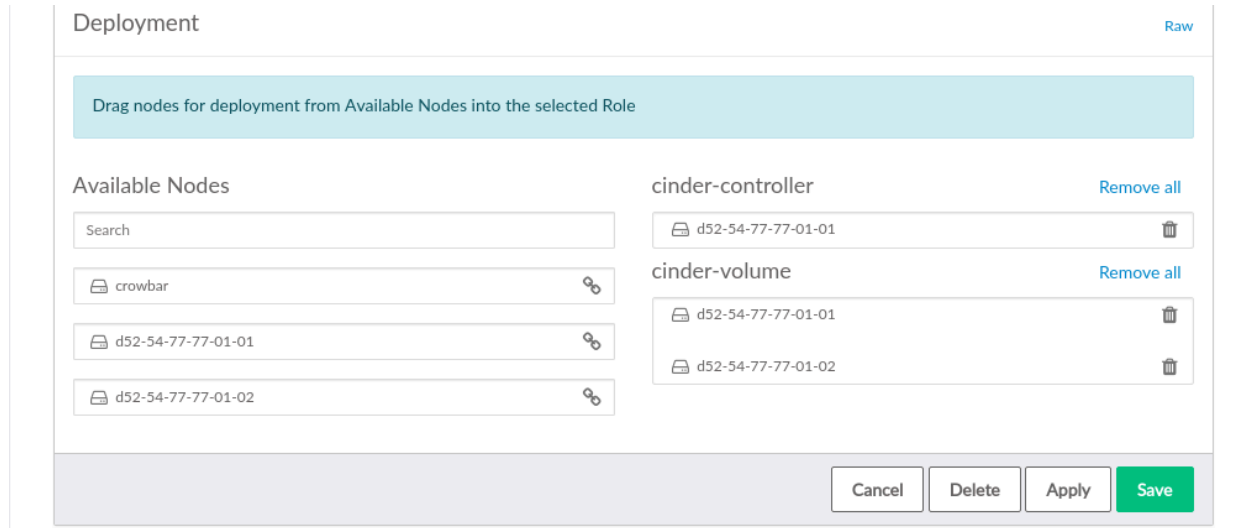 Deployment
Raw
Drag nodes for deployment from Available Nodes into the selected Role
Available Nodes
Search
crowbar
d52-54-77-77-01-01
d52-54-77-77-01-02
cinder-controller
Remove all
d52-54-77-77-01-01
cinder-volume
Remove all
d52-54-77-77-01-01
d52-54-77-77-01-02
Cancel
Delete
Apply
Save